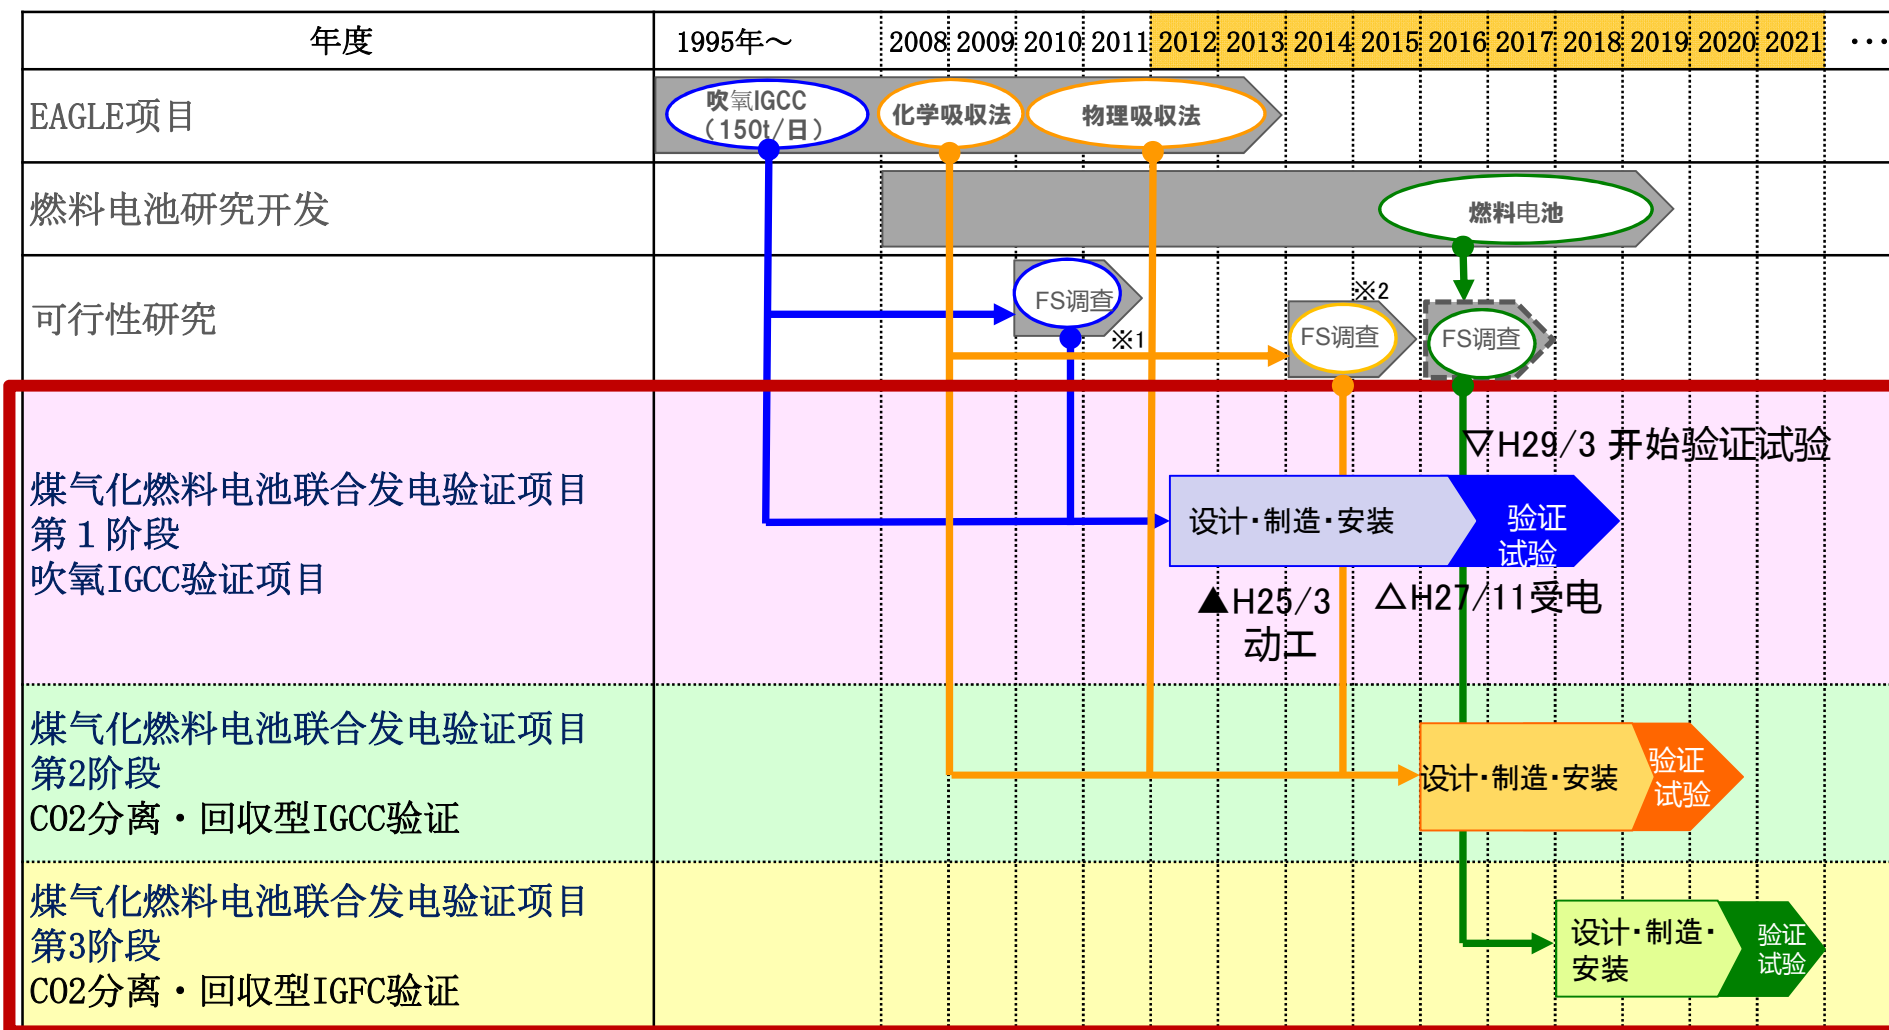 年度
1995年～
2008 2009 2010 2011 2012 2013 2014 2015 2016 2017 2018 2019 2020 2021 ···
EAGLE项目
吹氧IGCC
（150t/日）
化学吸収法
物理吸収法
燃料电池研究开发
燃料电池
可行性研究
FS调查
※1
FS调查
※2
FS调查
煤气化燃料电池联合发电验证项目
第１阶段
吹氧IGCC验证项目
▽H29/3 开始验证试验
设计･制造･安装
验证
试验
▲H25/3
动工
△H27/11受电
煤气化燃料电池联合发电验证项目
第2阶段
CO2分离・回収型IGCC验证
设计･制造･安装
验证
试验
煤气化燃料电池联合发电验证项目
第3阶段
CO2分离・回収型IGFC验证
设计･制造･
安装
验证
试验